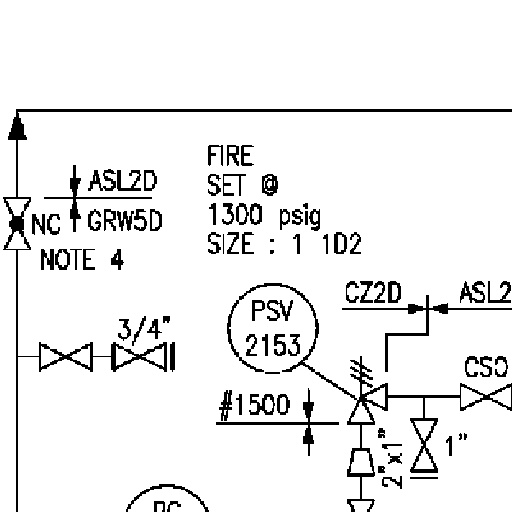 FIRE
SET @
1300 psig
SIZE : 1 1D2
ASL2D
NC
GRW5D
NOTE 4
PSV
2153
CZ2D
ASL2
3/4"
CSO
#1500
2"x1"
1"